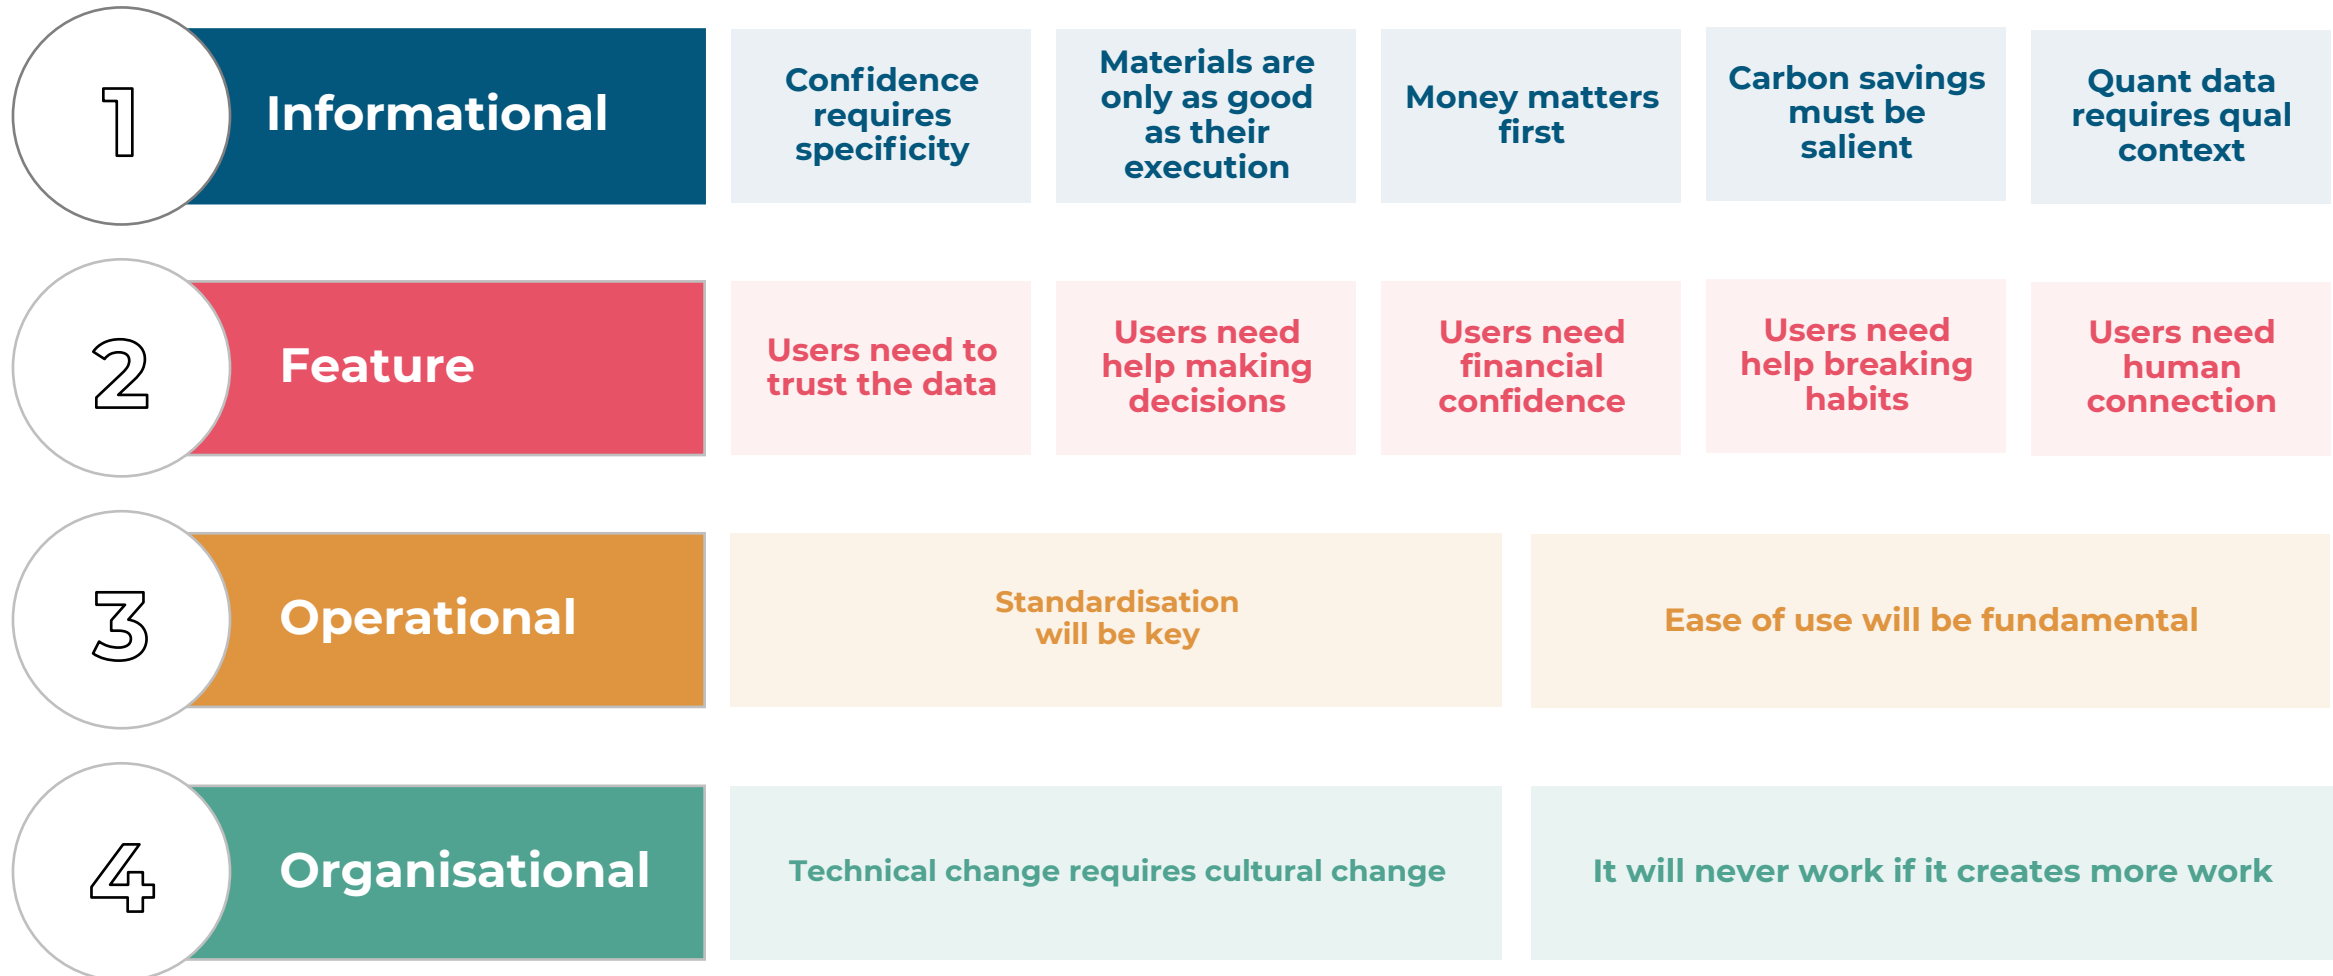 1
Informational
Confidence
requires
specificity
Materials are
only as good
as their
execution
Money matters
first
Carbon savings
must be
salient
Quant data
requires qual
context
2
Feature
Users need to
trust the data
Users need
help making
decisions
Users need
financial
confidence
Users need
help breaking
habits
Users need
human
connection
3
Operational
Standardisation
will be key
Ease of use will be fundamental
4
Organisational
Technical change requires cultural change
It will never work if it creates more work